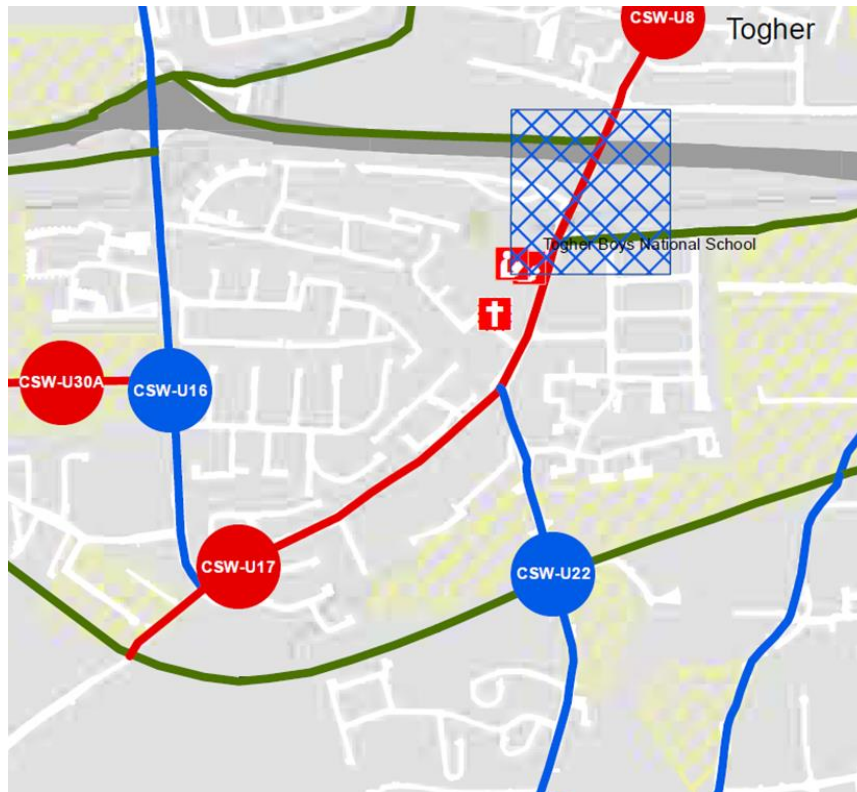 CSW-U8
Togher
Togher Boys National School
CSW-U30A
CSW-U16
CSW-U17
CSW-U22